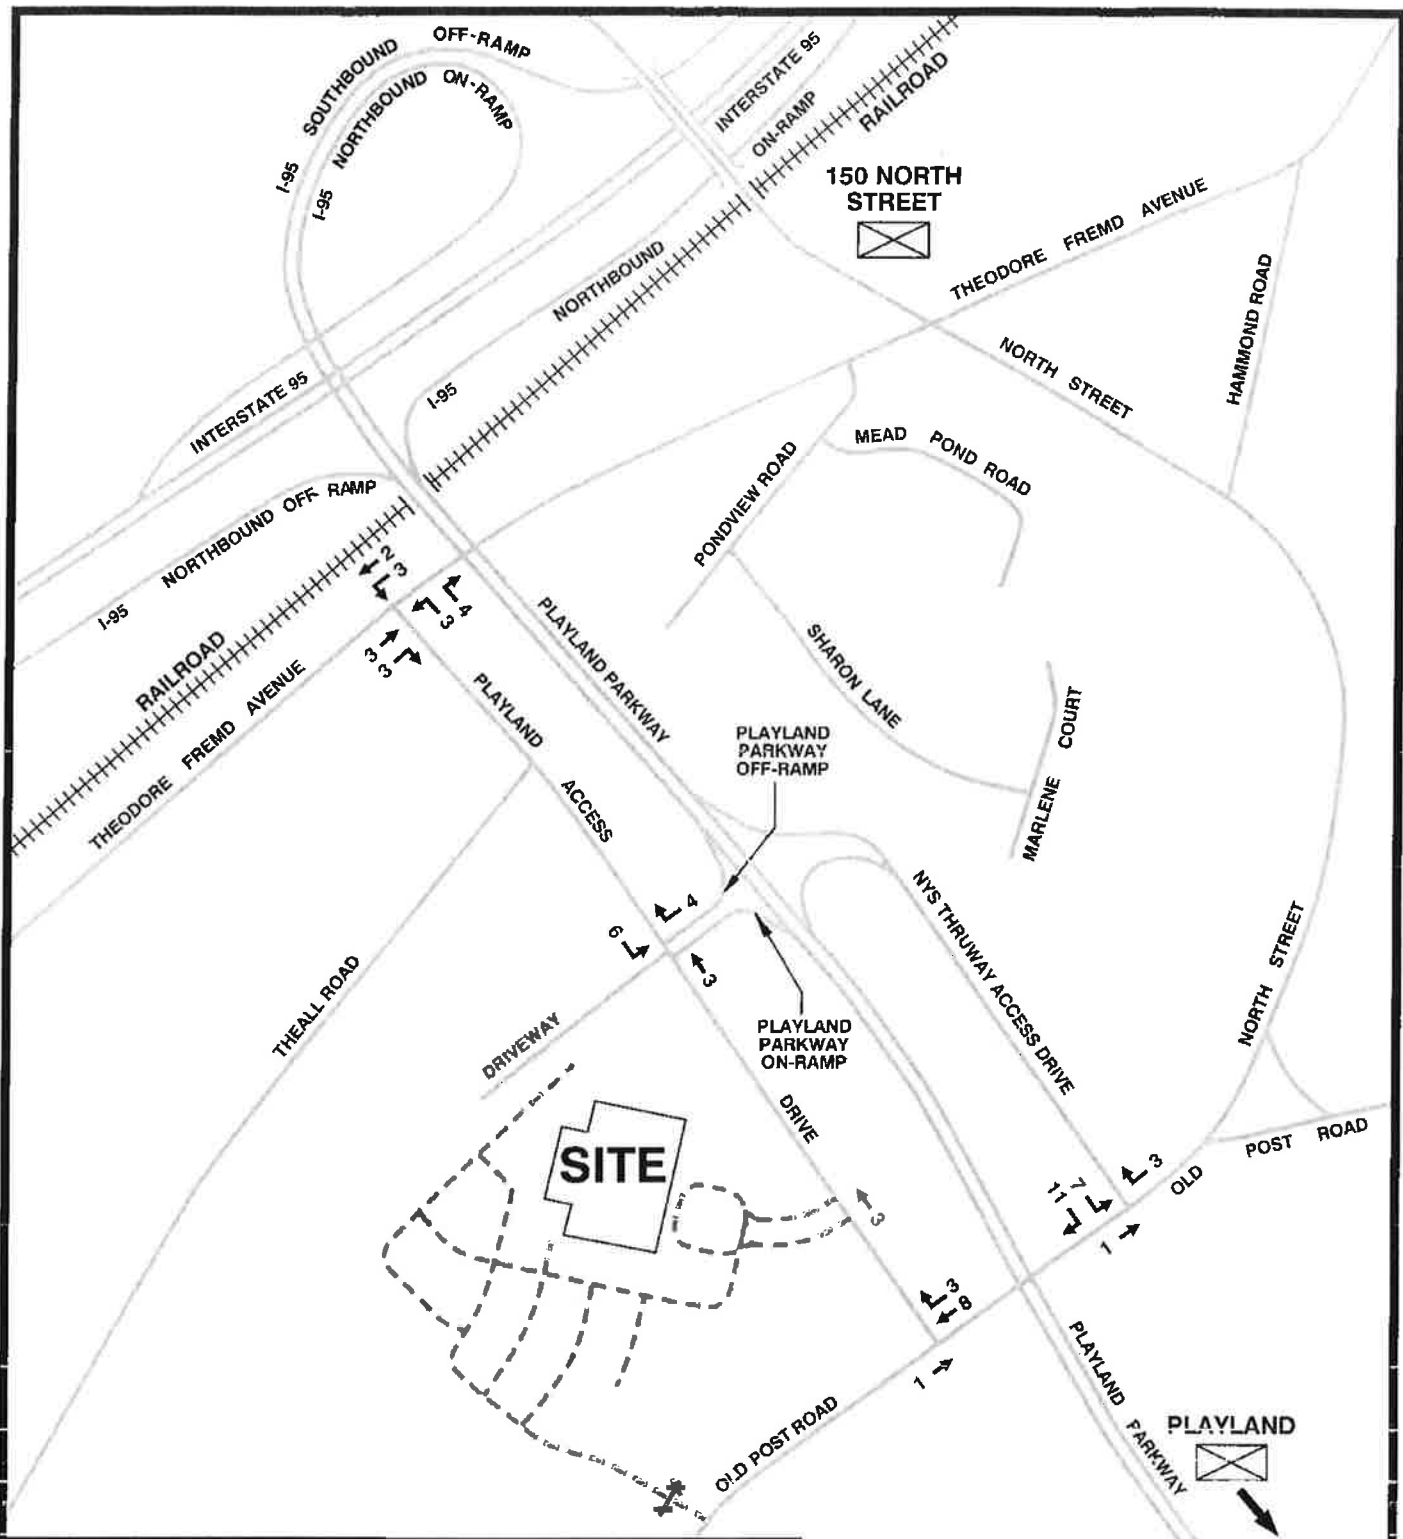 OFF-RAMP
I-95 SOUTHBOUND
ON-RAMP
I-95 NORTHBOUND
INTERSTATE 95
ON-RAMP
RAILROAD
150 NORTH
STREET
THEODORE FREMD AVENUE
HAMMOND ROAD
NORTHBOUND
I-95
INTERSTATE 95
NORTH STREET
MEAD POND ROAD
PONDVIEW ROAD
I-95 NORTHBOUND OFF RAMP
2
3
4
3
3
3
RAILROAD
THEODORE FREMD AVENUE
PLAYLAND PARKWAY
SHARON LANE
MARLENE COURT
PLAYLAND ACCESS DRIVE
PLAYLAND
PARKWAY
OFF-RAMP
4
6
3
NYS THRUWAY ACCESS DRIVE
NORTH STREET
THEALL ROAD
DRIVEWAY
PLAYLAND
PARKWAY
ON-RAMP
SITE
3
11
7
3
1
OLD POST ROAD
3
8
1
OLD POST ROAD
PLAYLAND PARKWAY
PLAYLAND